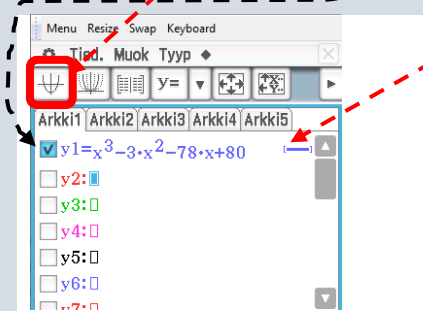 Menu Resize Swap Keyboard
Tied. Muok Tyyp
Y=
Arkki1 Arkki2 Arkki3 Arkki4 Arkki5
y1=x³-3·x²-78·x+80
y2:
y3:
y4:
y5:
y6:
y7: